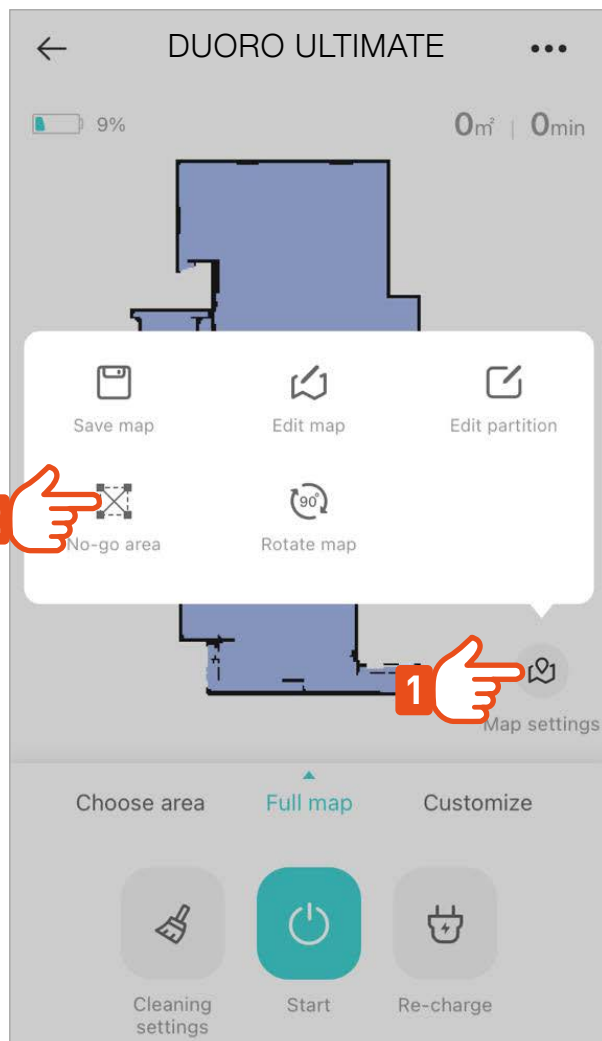 DUORO ULTIMATE
9%
0㎡ | 0min
Save map
Edit map
Edit partition
No-go area
90°
Rotate map
1
Map settings
Choose area
Full map
Customize
Cleaning
settings
Start
Re-charge